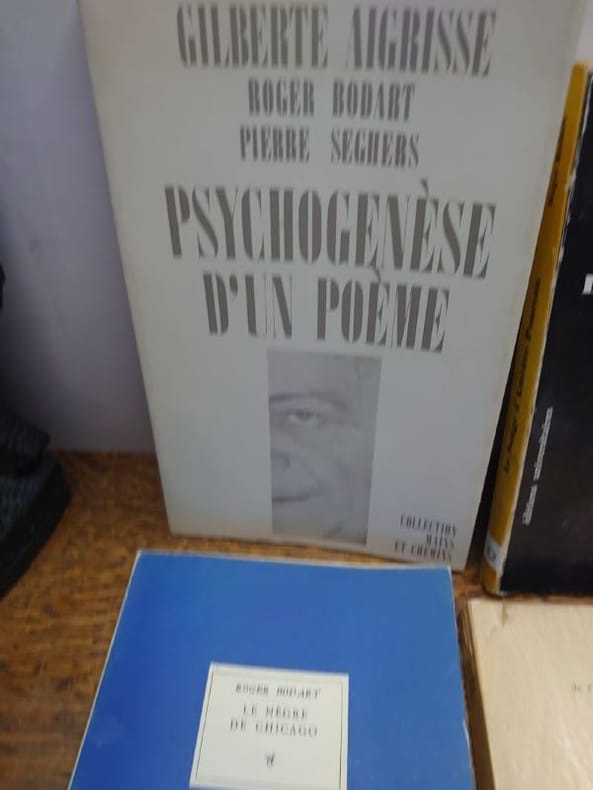 GILBERTE AIGRISSE
ROGER BODART
PIERRE SEGHERS
PSYCHOGENÈSE
D'UN POÈME
COLLECTION
MAINS
ET CHEMINS
ROGER BODART
LE NÈGRE
DE CHICAGO